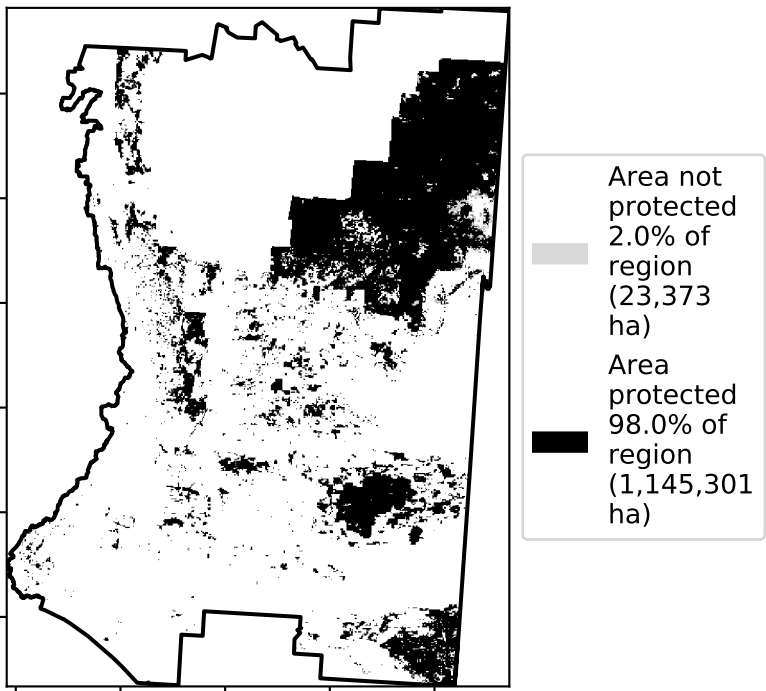 Area not
protected
2.0% of
region
(23,373
ha)
Area
protected
98.0% of
region
(1,145,301
ha)